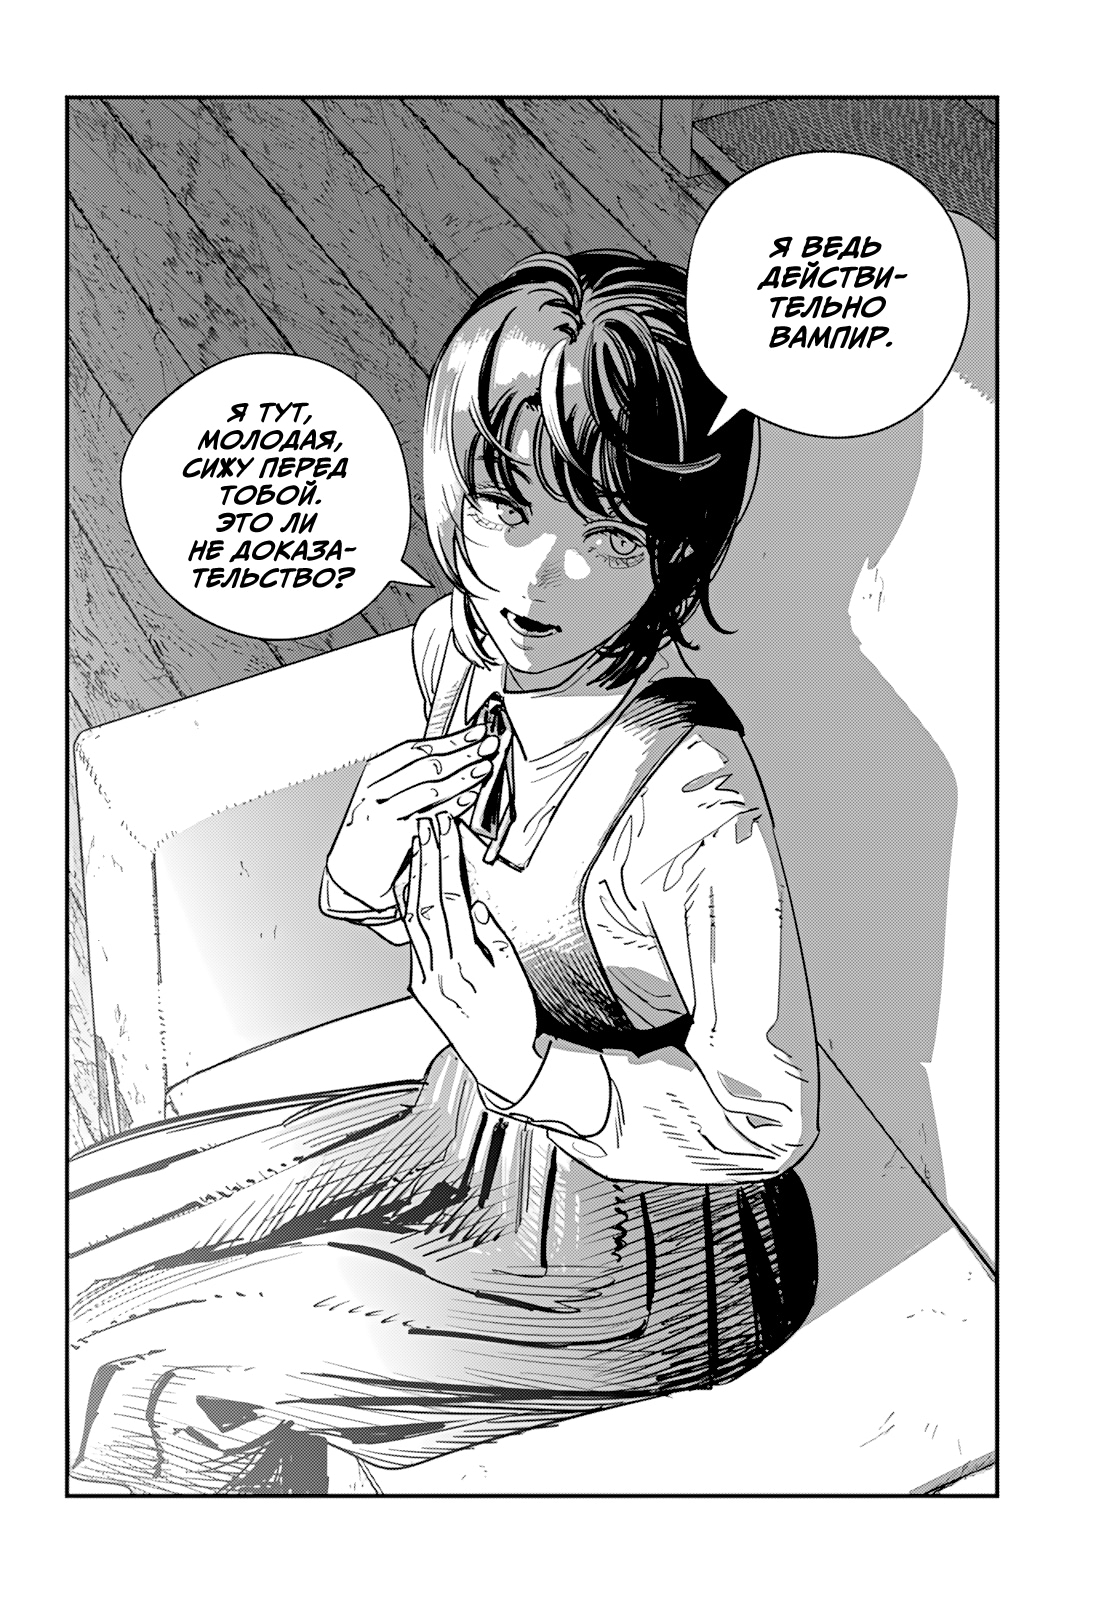 Я ВЕДЬ
ДЕЙСТВИ-
ТЕЛЬНО
ВАМПИР.
Я ТУТ,
МОЛОДАЯ,
СИЖУ ПЕРЕД
ТОБОЙ.
ЭТО ЛИ
НЕ ДОКАЗА-
ТЕЛЬСТВО?